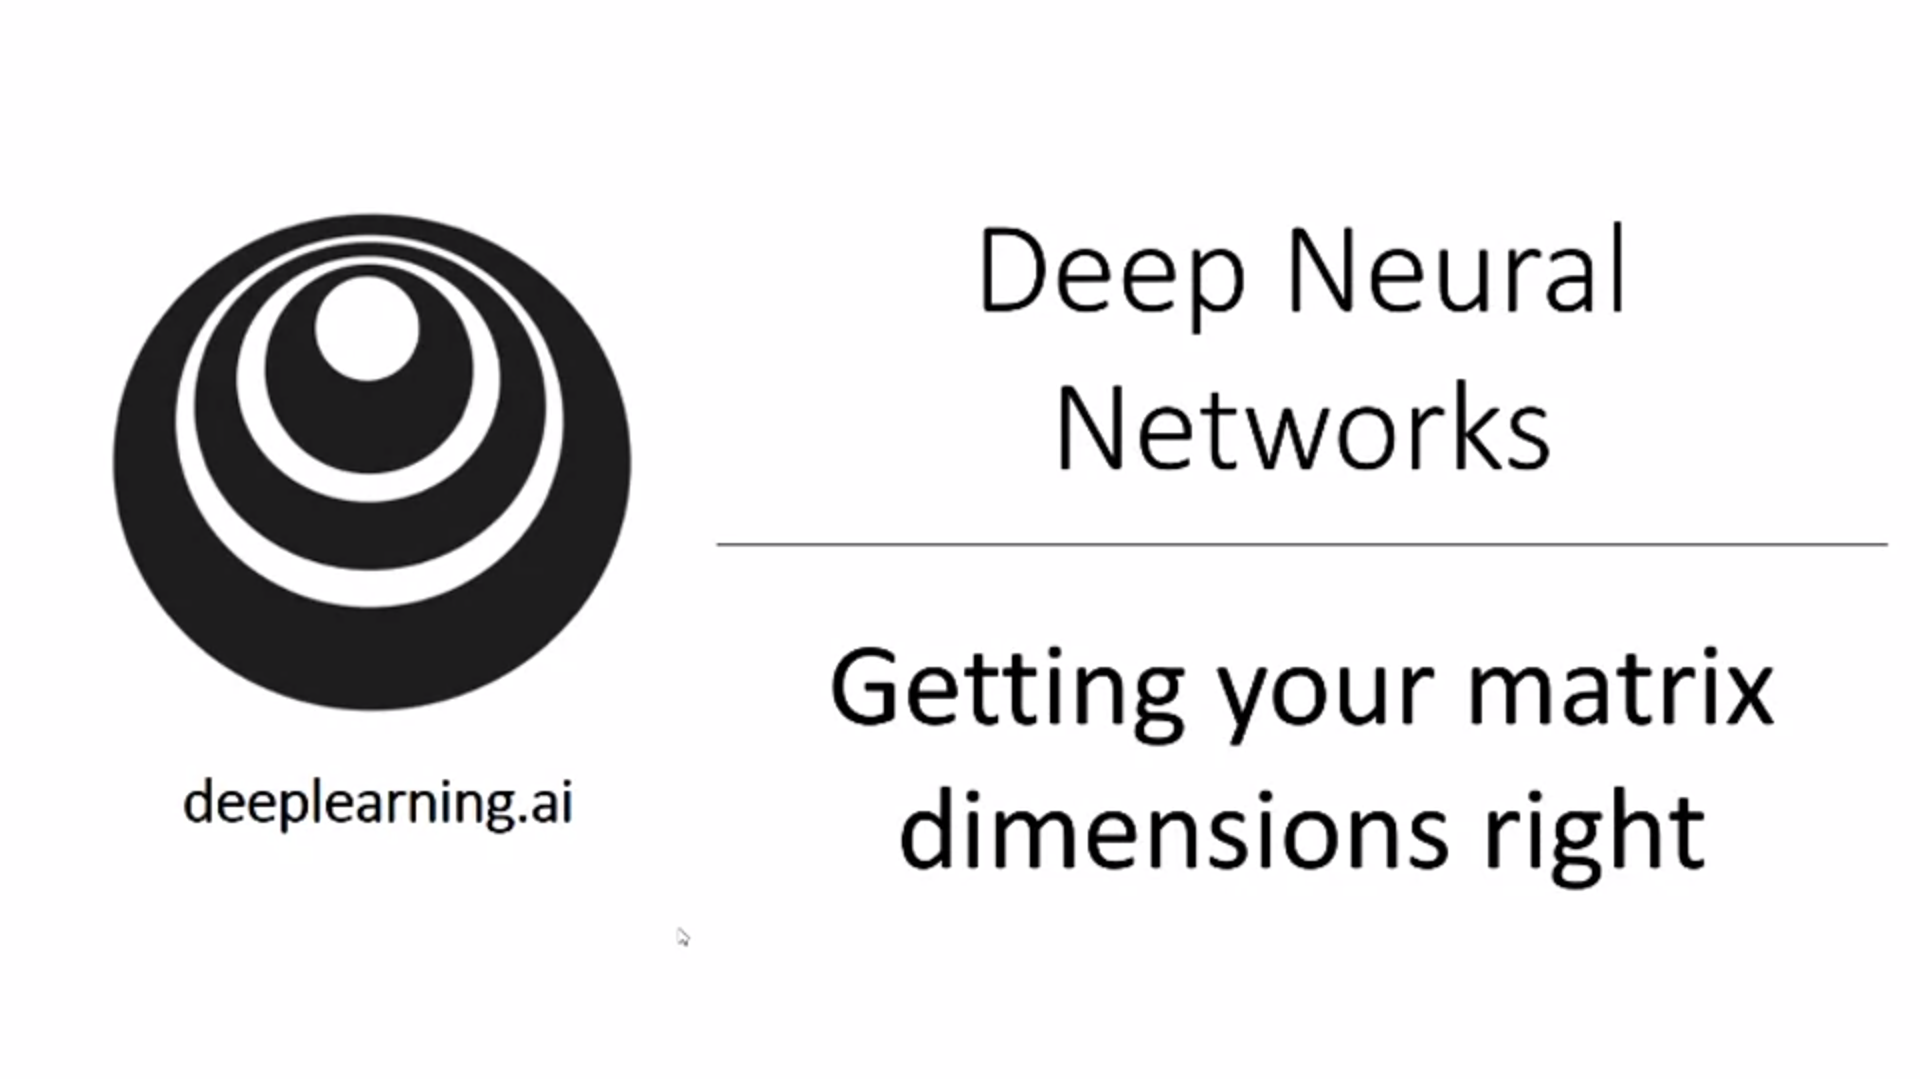 Deep Neural
Networks
Getting your matrix
dimensions right
deeplearning.ai